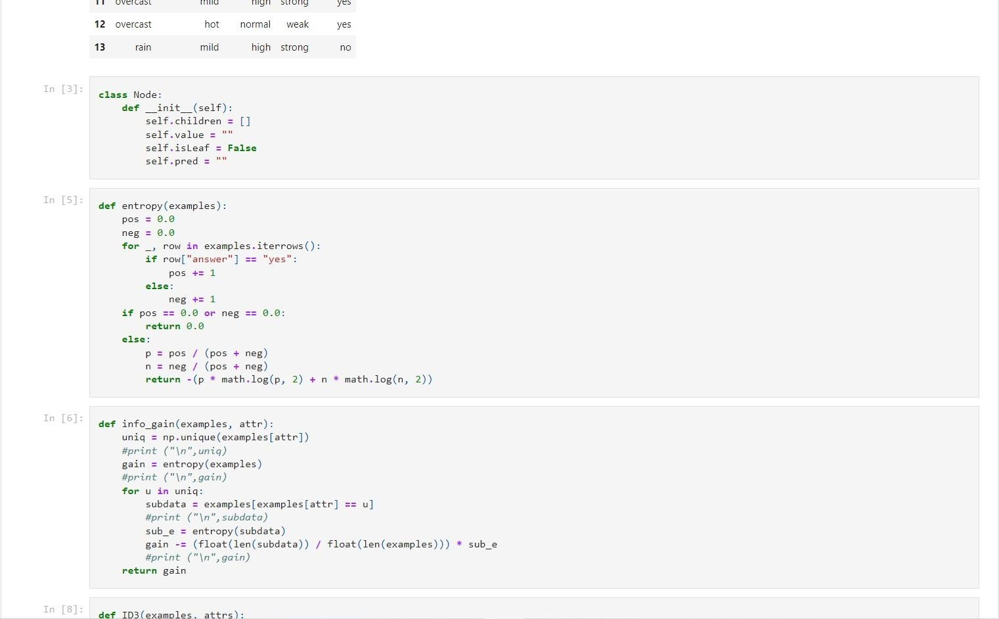 11 overcast mild high strong yes
12 overcast hot normal weak yes
13 rain mild high strong no
In [3]:
class Node:
    def __init__(self):
        self.children = []
        self.value = ""
        self.isLeaf = False
        self.pred = ""
In [5]:
def entropy(examples):
    pos = 0.0
    neg = 0.0
    for _, row in examples.iterrows():
        if row["answer"] == "yes":
            pos += 1
        else:
            neg += 1
    if pos == 0.0 or neg == 0.0:
        return 0.0
    else:
        p = pos / (pos + neg)
        n = neg / (pos + neg)
        return -(p * math.log(p, 2) + n * math.log(n, 2))
In [6]:
def info_gain(examples, attr):
    uniq = np.unique(examples[attr])
    #print ("\n",uniq)
    gain = entropy(examples)
    #print ("\n",gain)
    for u in uniq:
        subdata = examples[examples[attr] == u]
        #print ("\n",subdata)
        sub_e = entropy(subdata)
        gain -= (float(len(subdata)) / float(len(examples))) * sub_e
        #print ("\n",gain)
    return gain
In [8]:
def ID3(examples, attrs):